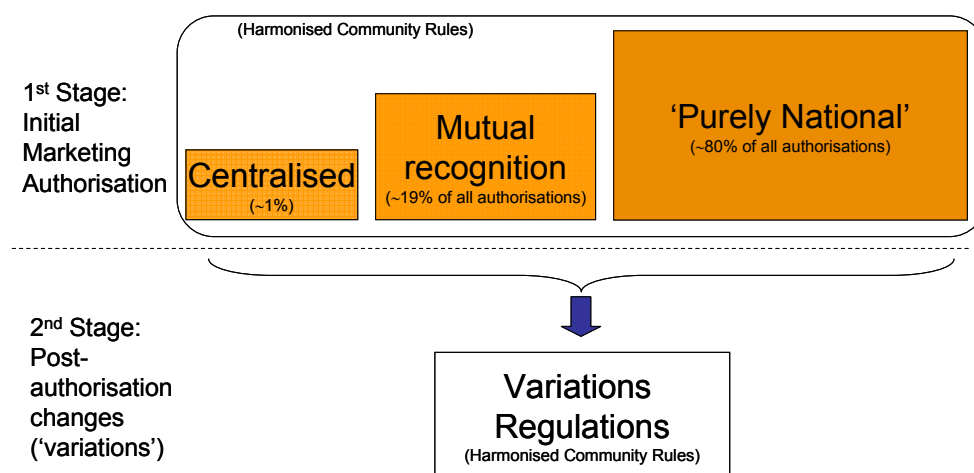 (Harmonised Community Rules)
1st Stage:
Initial
Marketing
Authorisation
Centralised
(~1%)
Mutual
recognition
(~19% of all authorisations)
‘Purely National’
(~80% of all authorisations)
2nd Stage:
Post-
authorisation
changes
(‘variations’)
Variations
Regulations
(Harmonised Community Rules)